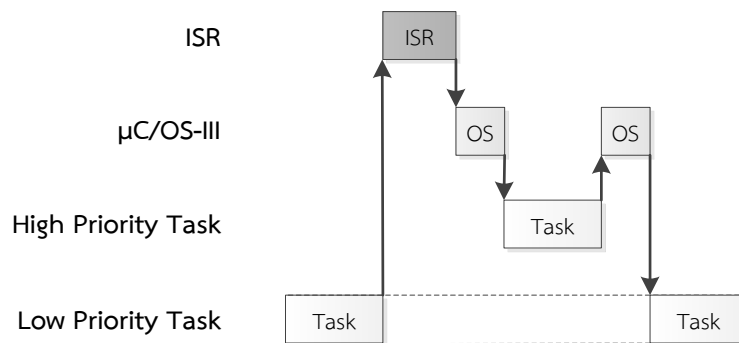 ISR ISR
µC/OS-III OS OS
High Priority Task Task
Low Priority Task Task Task